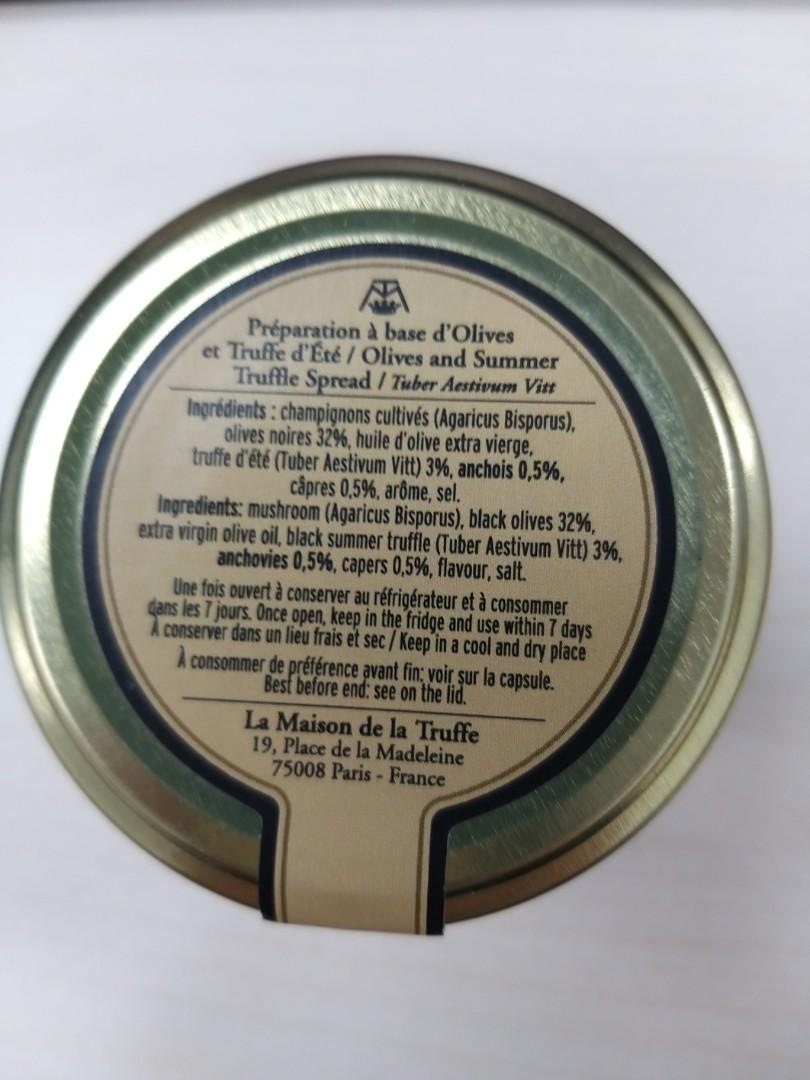 Préparation à base d'Olives
et Truffe d'Été / Olives and Summer
Truffle Spread / Tuber Aestivum Vitt
Ingrédients : champignons cultivés (Agaricus Bisporus),
olives noires 32%, huile d'olive extra vierge,
truffe d'été (Tuber Aestivum Vitt) 3%, anchois 0,5%,
câpres 0,5%, arôme, sel.
Ingredients: mushroom (Agaricus Bisporus), black olives 32%,
extra virgin olive oil, black summer truffle (Tuber Aestivum Vitt) 3%,
anchovies 0,5%, capers 0,5%, flavour, salt.
Une fois ouvert à conserver au réfrigérateur et à consommer
dans les 7 jours. Once open, keep in the fridge and use within 7 days
À conserver dans un lieu frais et sec / Keep in a cool and dry place
À consommer de préférence avant fin: voir sur la capsule.
Best before end: see on the lid.
La Maison de la Truffe
19, Place de la Madeleine
75008 Paris - France